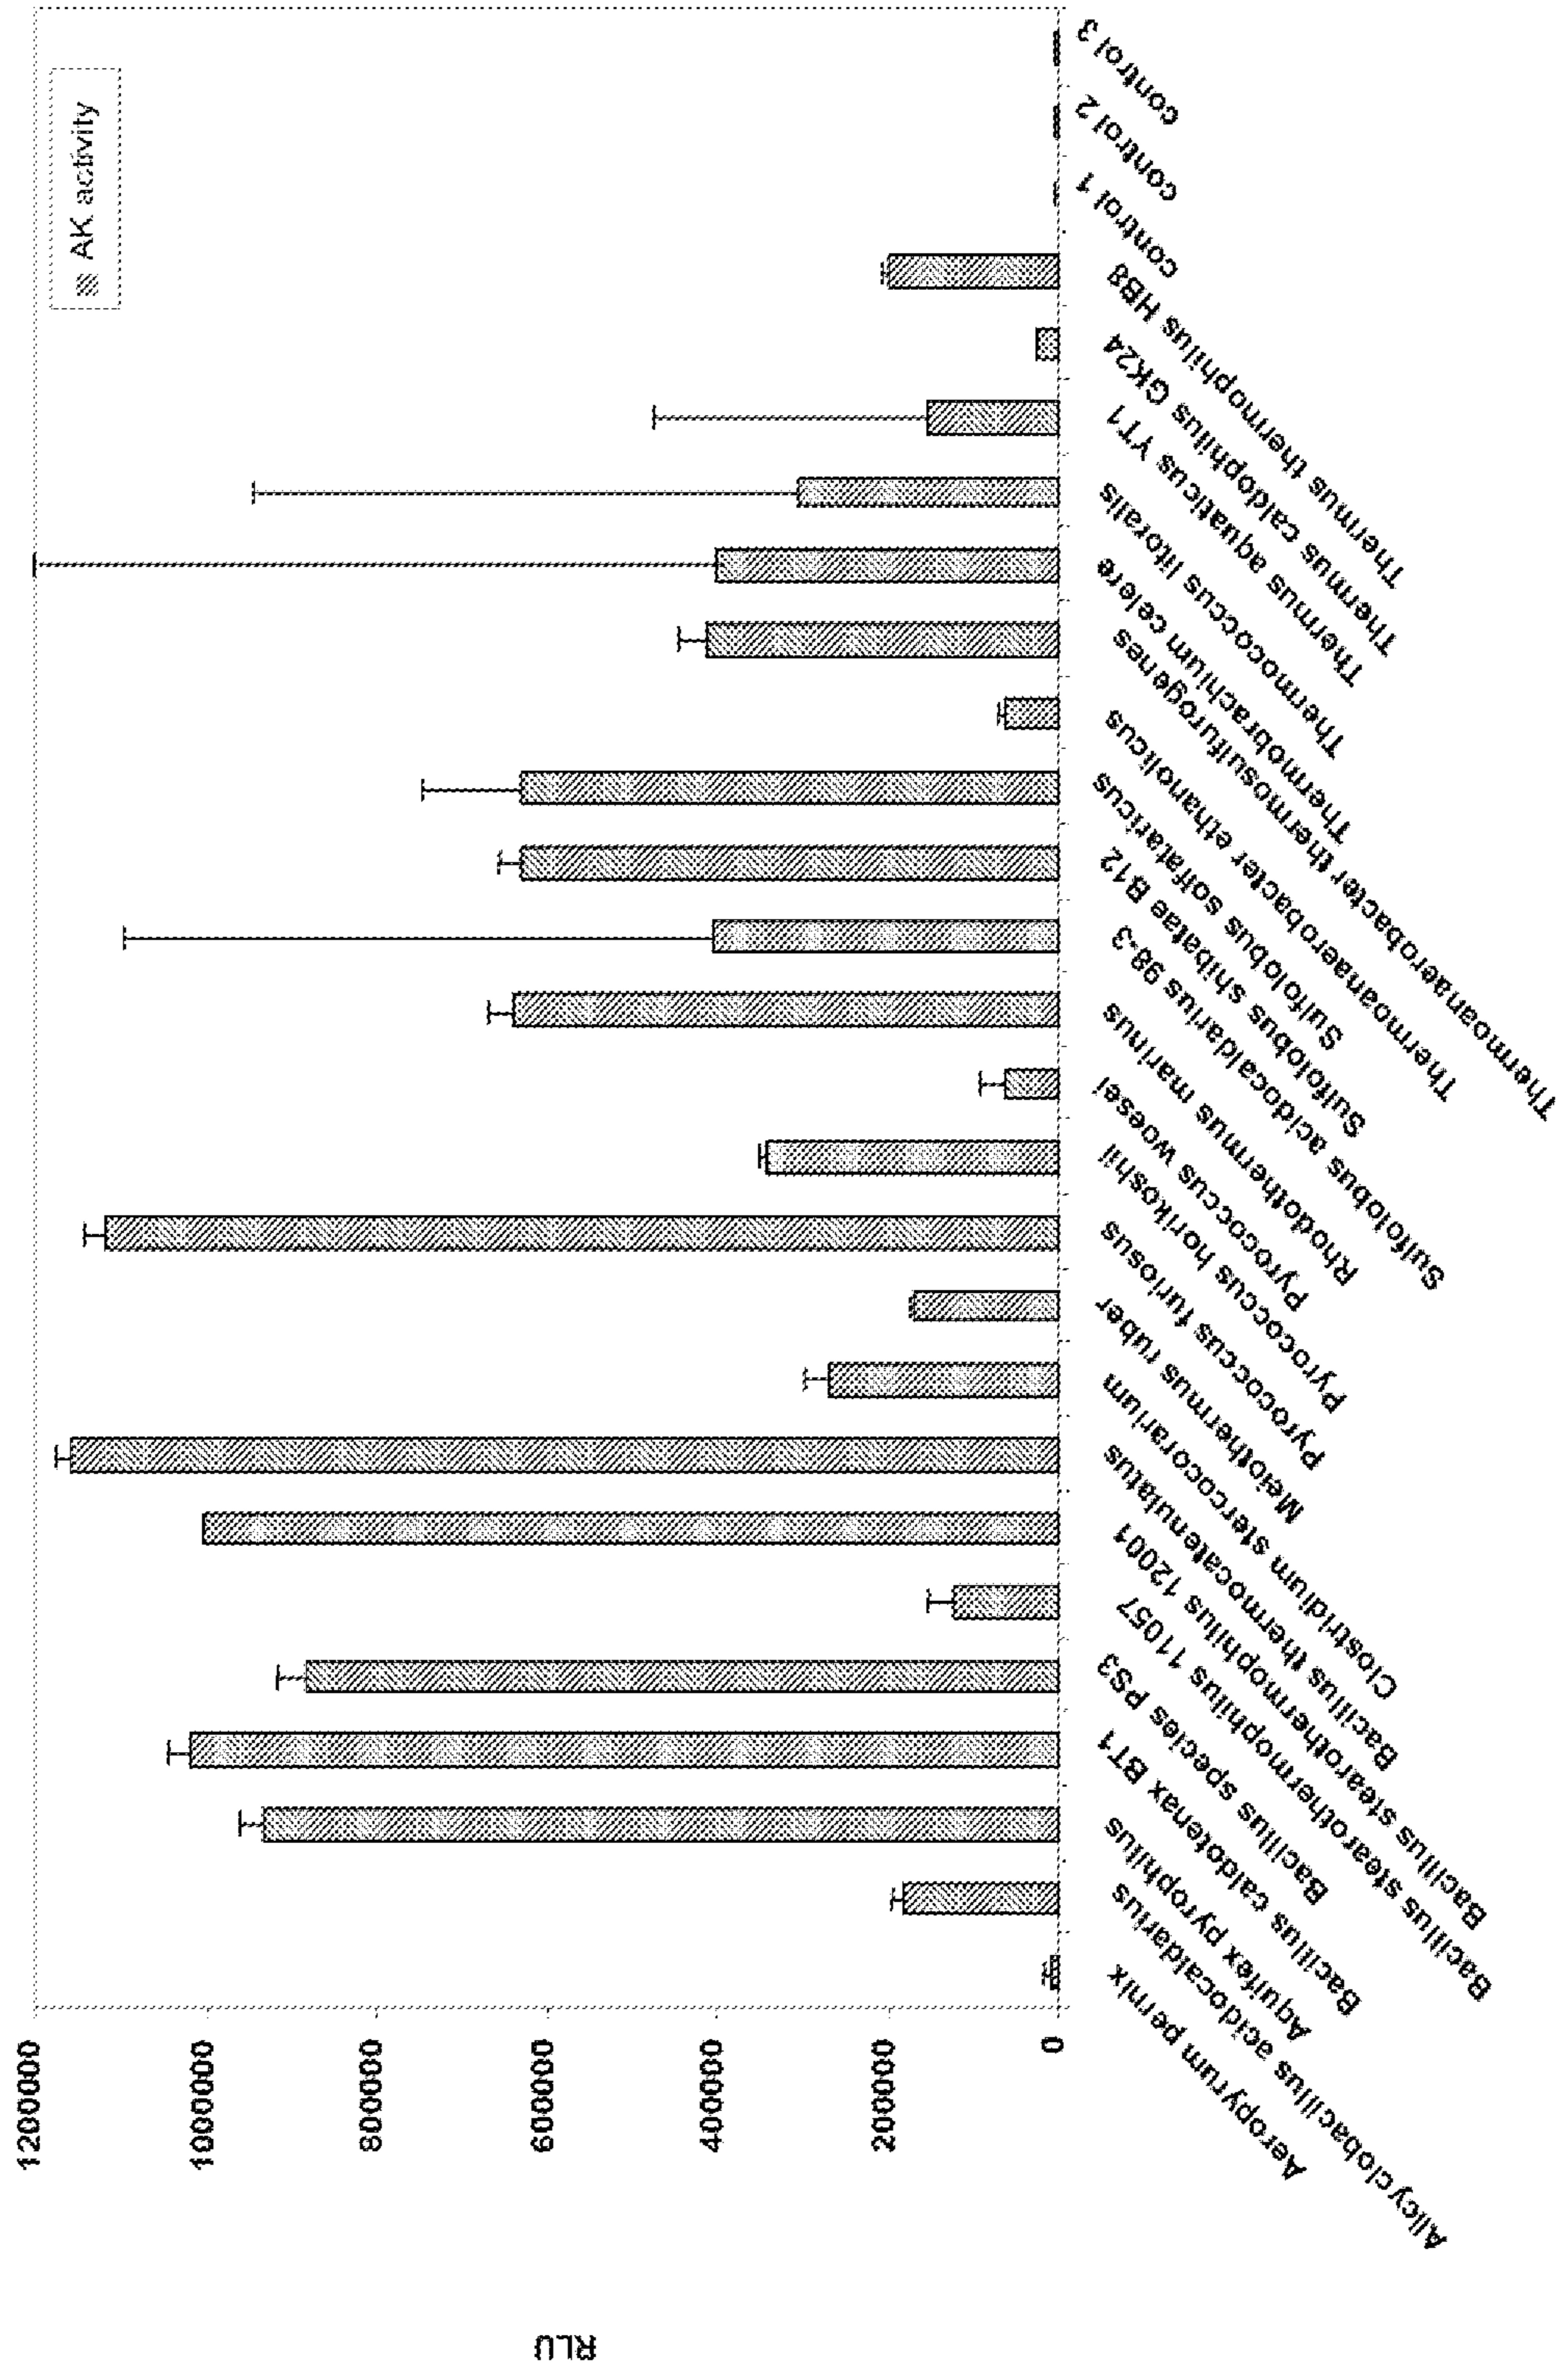 AK activity
RLU
1200000
1000000
800000
600000
400000
200000
0
Aeropyrum pernix
Alicyclobacillus acidocaldarius
Aquifex pyrophilus
Bacillus caldotenax BT1
Bacillus species PS3
Bacillus stearothermophilus 11057
Bacillus stearothermophilus 12001
Bacillus thermocatenulatus
Clostridium stercocorarium
Meiothermus ruber
Pyrococcus furiosus
Pyrococcus horikoshii
Pyrococcus woesei
Rhodothermus marinus
Sulfolobus acidocaldarius 98-3
Sulfolobus shibatae B12
Sulfolobus solfataricus
Thermoanaerobacter ethanolicus
Thermoanaerobacter thermosulfurogenes
Thermobrachium celere
Thermococcus litoralis
Thermus aquaticus YT1
Thermus caldophilus GK24
Thermus thermophilus HB8
control 1
control 2
control 3